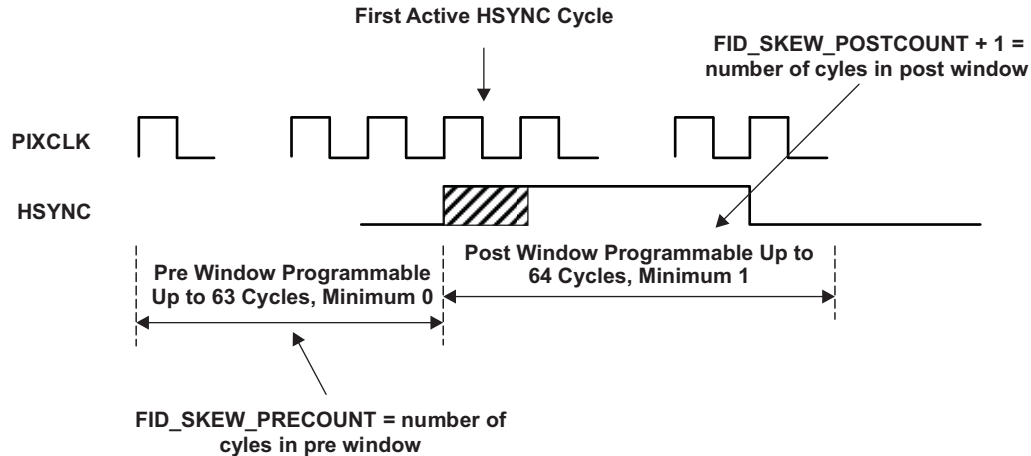 First Active HSYNC Cycle
FID_SKEW_POSTCOUNT + 1 =
number of cyles in post window
PIXCLK
HSYNC
Pre Window Programmable
Up to 63 Cycles, Minimum 0
Post Window Programmable Up to
64 Cycles, Minimum 1
FID_SKEW_PRECOUNT = number of
cyles in pre window